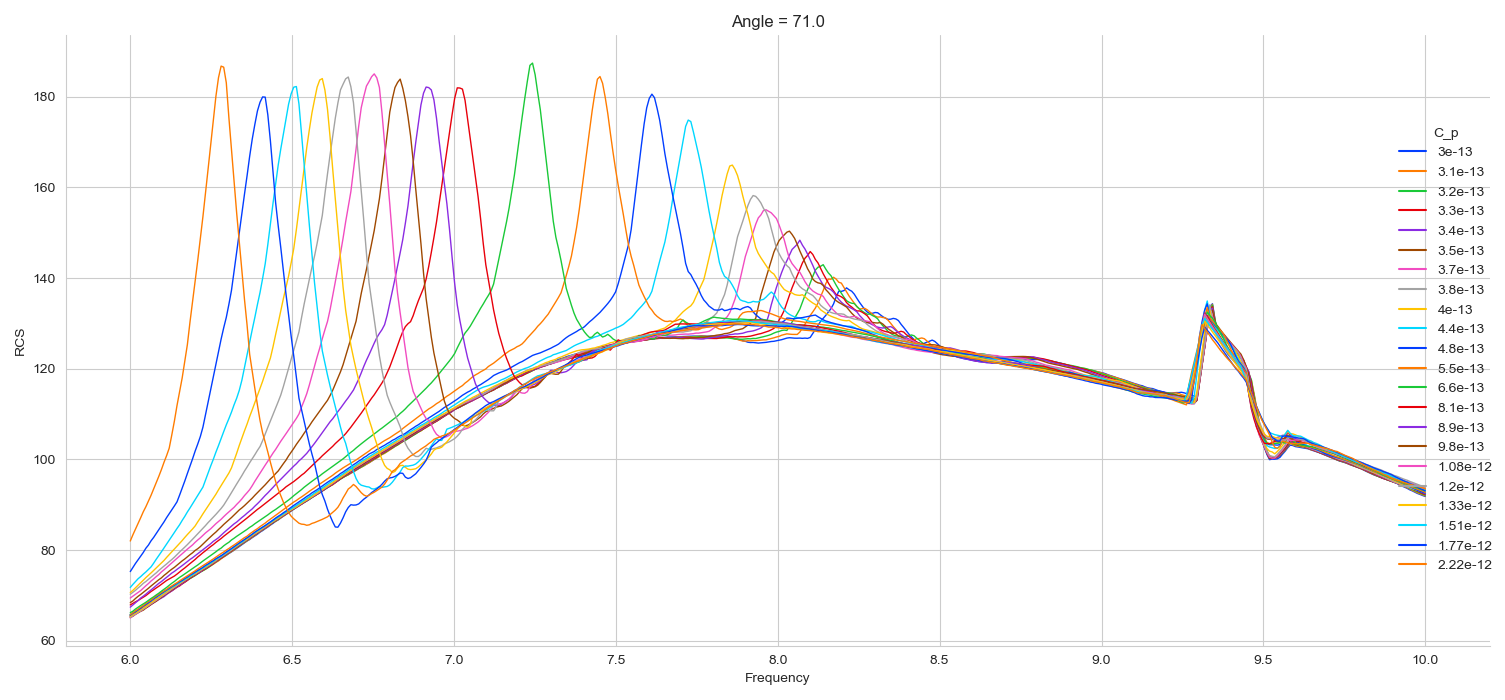 Angle = 71.0
RCS
180
160
140
120
100
80
60
6.0 6.5 7.0 7.5 8.0 8.5 9.0 9.5 10.0
Frequency
C_p
3e-13
3.1e-13
3.2e-13
3.3e-13
3.4e-13
3.5e-13
3.7e-13
3.8e-13
4e-13
4.4e-13
4.8e-13
5.5e-13
6.6e-13
8.1e-13
8.9e-13
9.8e-13
1.08e-12
1.2e-12
1.33e-12
1.51e-12
1.77e-12
2.22e-12